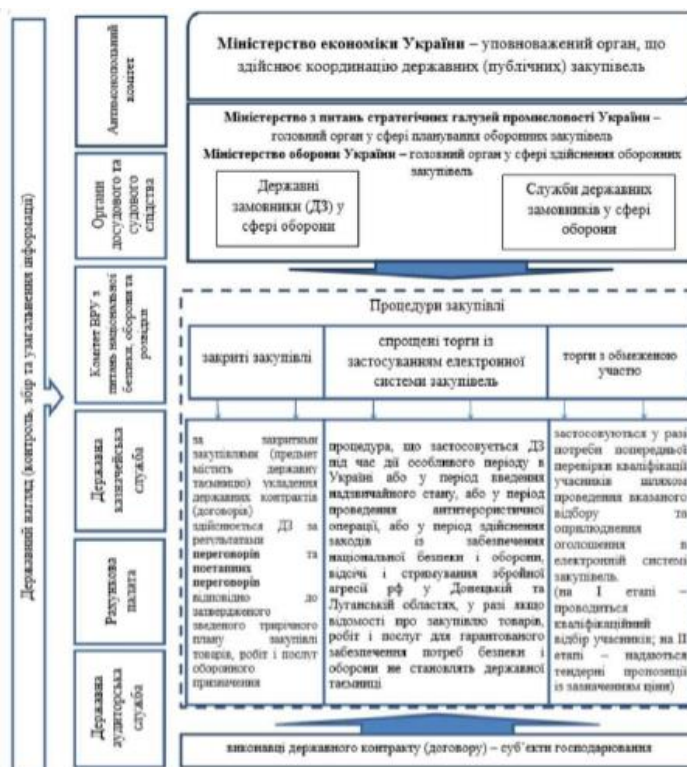 Державний нагляд (контроль, збір та узагальнення інформації)
Антимонопольний
комітет
Органи
досудового та
судового
слідства
Комітет ВРУ з
питань національної
безпеки, оборони та
розвідки
Державна
казначейська
служба
Рахункова
палата
Державна
аудиторська
служба
Міністерство економіки України – уповноважений орган, що
здійснює координацію державних (публічних) закупівель
Міністерство з питань стратегічних галузей промисловості України –
головний орган у сфері планування оборонних закупівель
Міністерство оборони України – головний орган у сфері здійснення оборонних
закупівель
Державні
замовники (ДЗ) у
сфері оборони
Служби державних
замовників у сфері
оборони
Процедури закупівлі
закриті закупівлі
спрощені торги із
застосуванням електронної
системи закупівель
торги з обмеженою
участю
за закритими
закупівлями (предмет
містить державну
таємницю) укладення
державних контрактів
(договорів)
здійснюється ДЗ за
результатами
переговорів та
поетапних
переговорів
відповідно до
затвердженого
зведеного трирічного
плану закупівлі
товарів, робіт і послуг
оборонного
призначення
процедура, що застосовується ДЗ
під час дії особливого періоду в
Україні або у період введення
надзвичайного стану, або у період
проведення антитерористичної
операції, або у період здійснення
заходів із забезпечення
національної безпеки і оборони,
відсічі і стримування збройної
агресії рф у Донецькій та
Луганській областях, у разі якщо
відомості про закупівлю товарів,
робіт і послуг для гарантованого
забезпечення потреб безпеки і
оборони не становлять державної
таємниці
застосовуються у разі
потреби попередньої
перевірки кваліфікації
учасників шляхом
проведення вказаного
відбору та
оприлюднення
оголошення в
електронній системі
закупівель.
(на І етапі –
проводиться
кваліфікаційний
відбір учасників; на ІІ
етапі – надаються
тендерні пропозиції
із зазначенням ціни)
виконавці державного контракту (договору) – суб’єкти господарювання